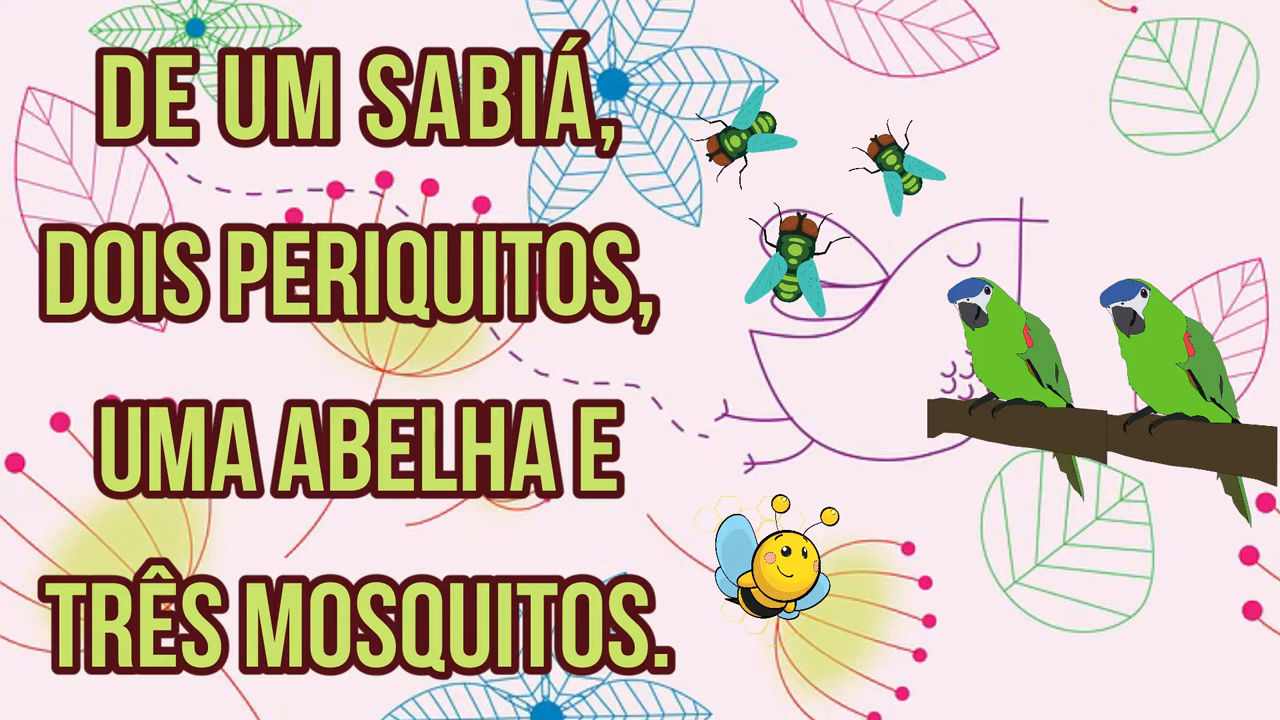 DE UM SABIÁ,
DOIS PERIQUITOS,
UMA ABELHA E
TRÊS MOSQUITOS.